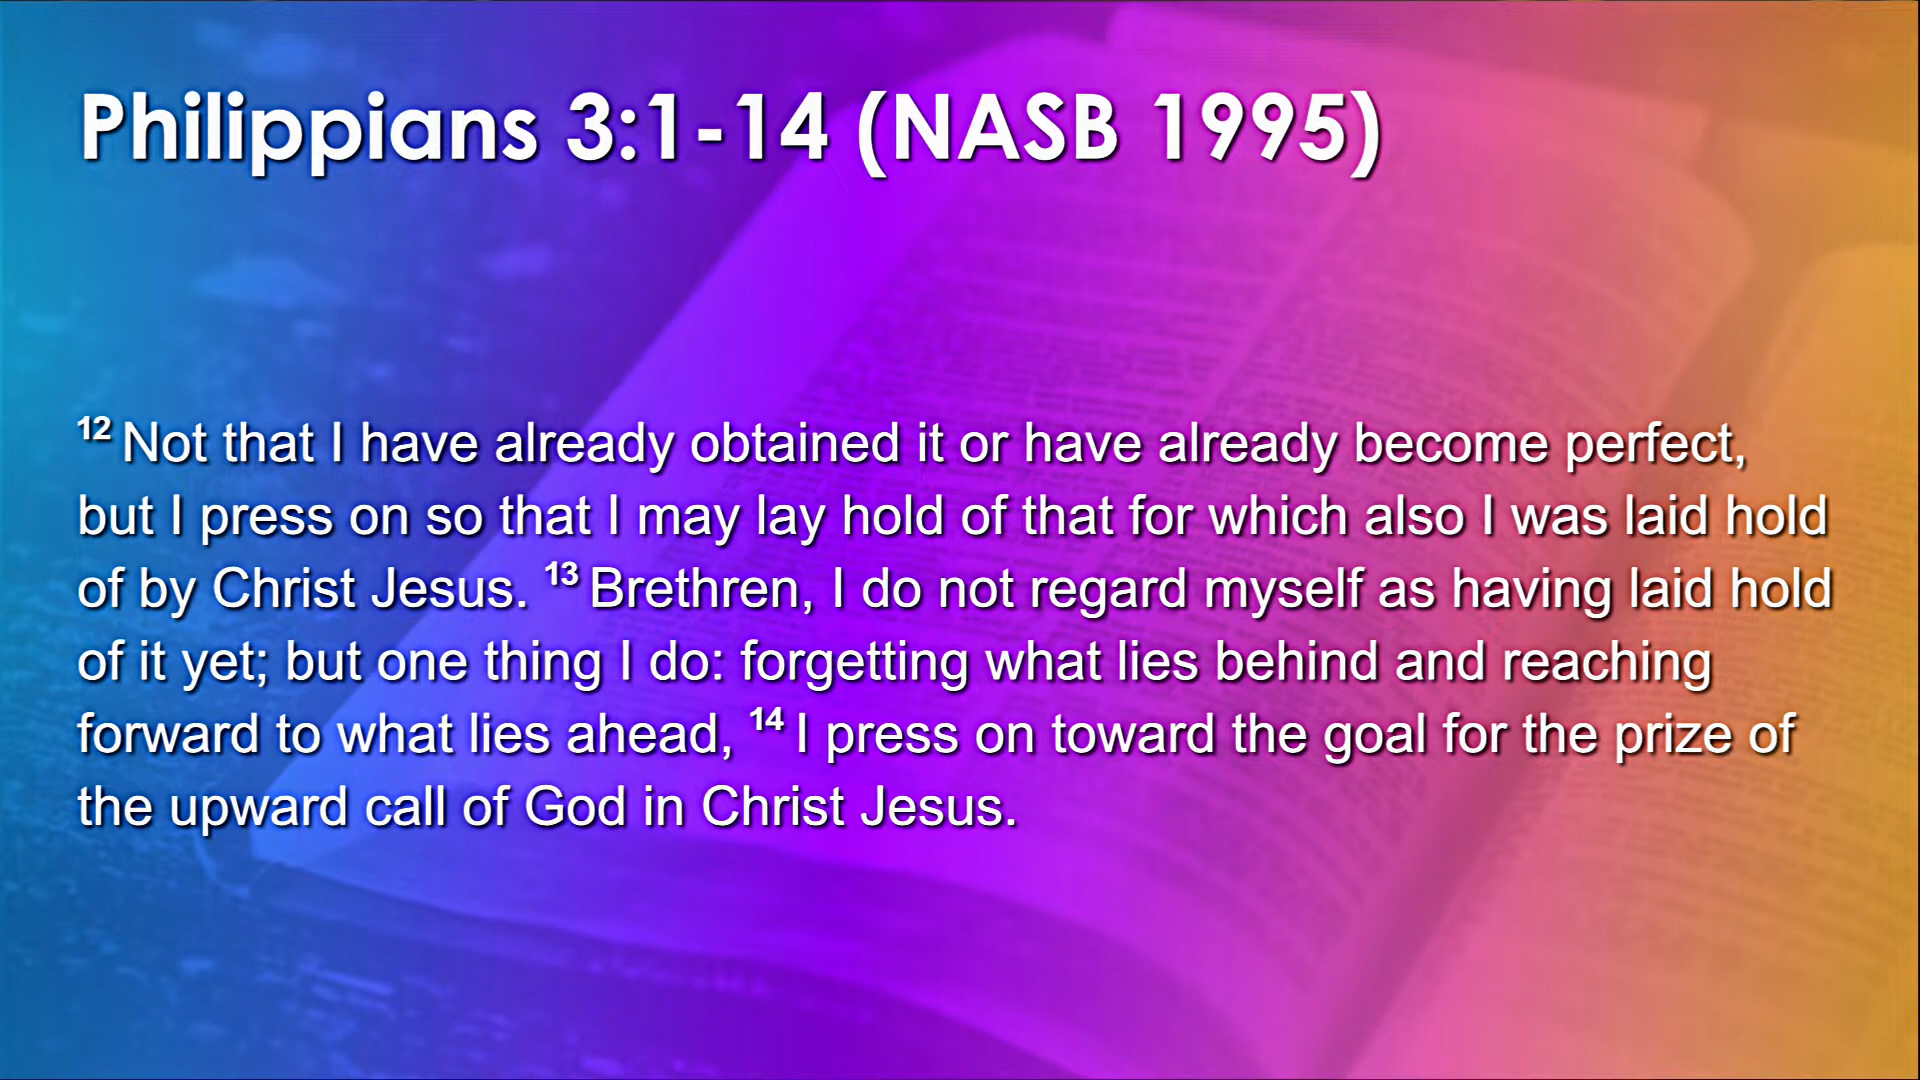 Philippians 3:1-14 (NASB 1995)
12 Not that I have already obtained it or have already become perfect,
but I press on so that I may lay hold of that for which also I was laid hold
of by Christ Jesus. 13 Brethren, I do not regard myself as having laid hold
of it yet; but one thing I do: forgetting what lies behind and reaching
forward to what lies ahead, 14 I press on toward the goal for the prize of
the upward call of God in Christ Jesus.